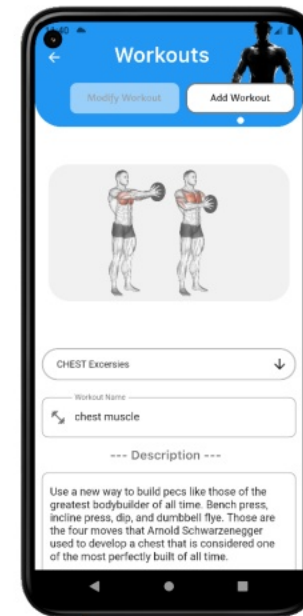 Workouts
Modify Workout
Add Workout
CHEST Excersies
Workout Name
chest muscle
--- Description ---
Use a new way to build pecs like those of the
greatest bodybuilder of all time. Bench press,
incline press, dip, and dumbbell flye. Those are
the four moves that Arnold Schwarzenegger
used to develop a chest that is considered one
of the most perfectly built of all time.